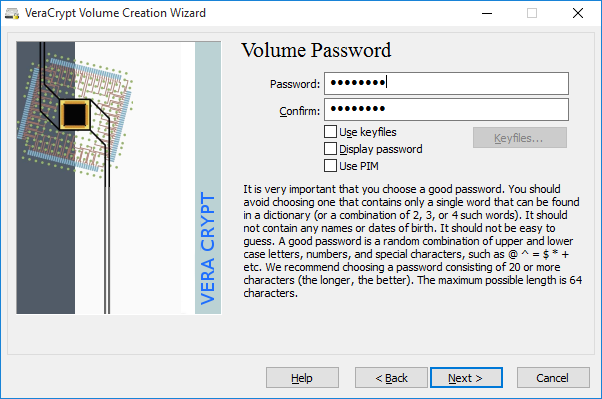 VeraCrypt Volume Creation Wizard
Volume Password
Password: ●●●●●●●●
Confirm: ●●●●●●●●
Use keyfiles
Keyfiles...
Display password
Use PIM
It is very important that you choose a good password. You should
avoid choosing one that contains only a single word that can be found
in a dictionary (or a combination of 2, 3, or 4 such words). It should
not contain any names or dates of birth. It should not be easy to
guess. A good password is a random combination of upper and lower
case letters, numbers, and special characters, such as @ ^ = $ * +
etc. We recommend choosing a password consisting of 20 or more
characters (the longer, the better). The maximum possible length is 64
characters.
VERA CRYPT
Help
< Back
Next >
Cancel